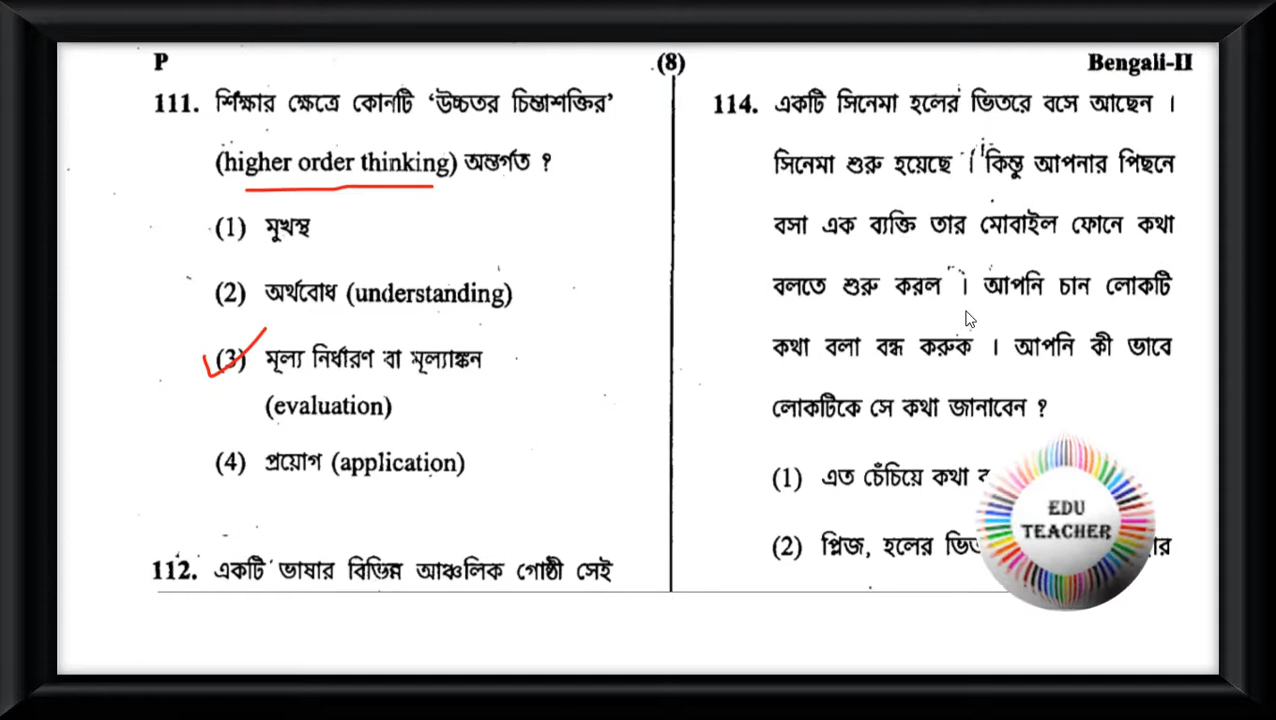 P
(8)
Bengali-II
111. শিক্ষার ক্ষেত্রে কোনটি ‘উচ্চতর চিন্তাশক্তির’
(higher order thinking) অন্তর্গত ?
(1) মুখস্থ
(2) অর্থবোধ (understanding)
(3) মূল্য নির্ধারণ বা মূল্যাঙ্কন
(evaluation)
(4) প্রয়োগ (application)
112. একটি ভাষার বিভিন্ন আঞ্চলিক গোষ্ঠী সেই
114. একটি সিনেমা হলের ভিতরে বসে আছেন ।
সিনেমা শুরু হয়েছে । কিন্তু আপনার পিছনে
বসা এক ব্যক্তি তার মোবাইল ফোনে কথা
বলতে শুরু করল । আপনি চান লোকটি
কথা বলা বন্ধ করুক । আপনি কী ভাবে
লোকটিকে সে কথা জানাবেন ?
(1) এত চেঁচিয়ে কথা
(2) প্লিজ, হলের
EDU
TEACHER